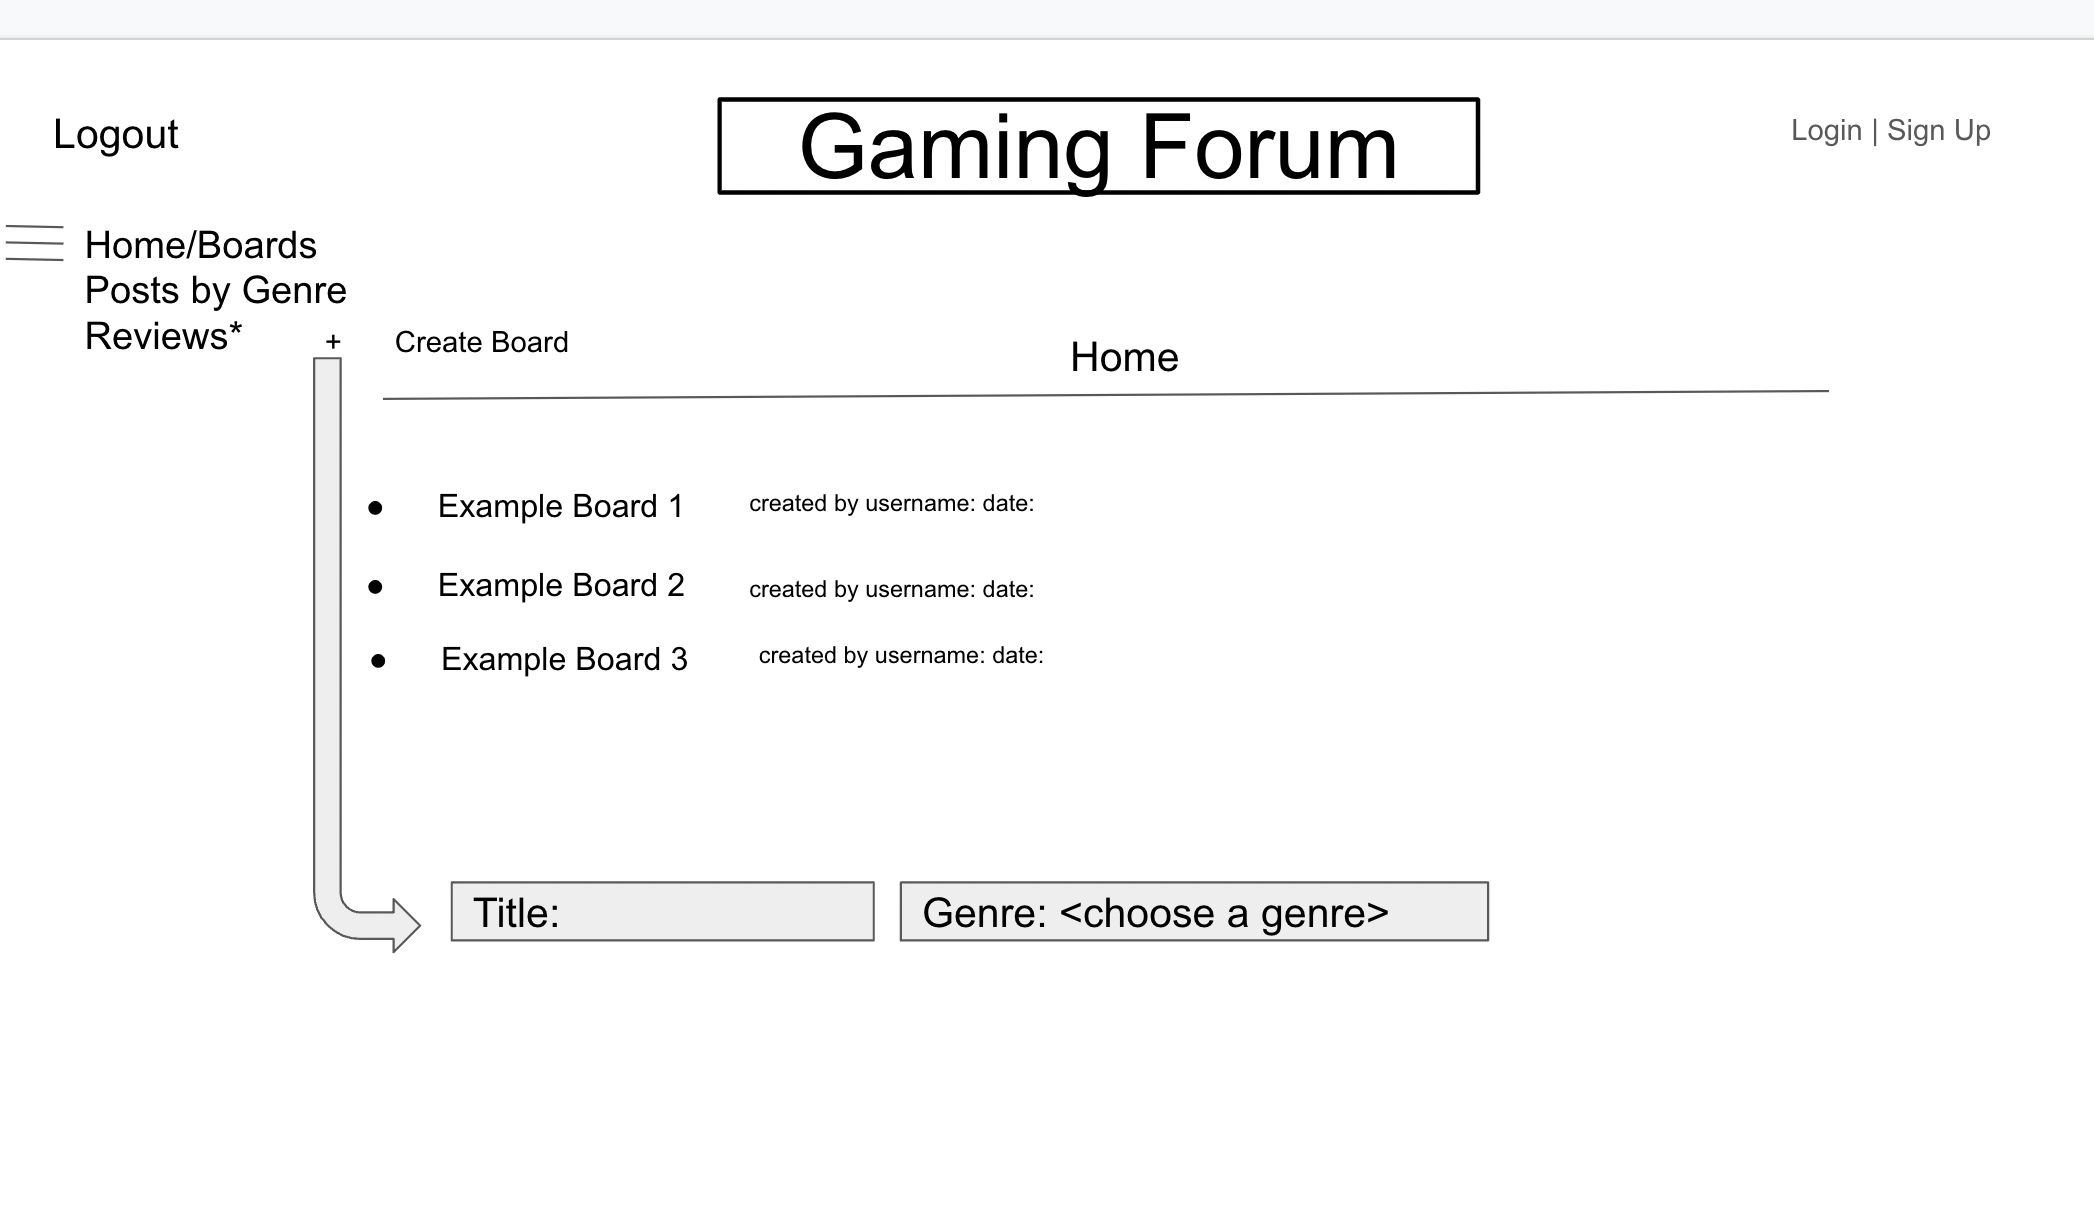 Logout
Gaming Forum
Login | Sign Up
Home/Boards
Posts by Genre
Reviews*
+ Create Board
Home
● Example Board 1 created by username: date:
● Example Board 2 created by username: date:
● Example Board 3 created by username: date:
Title:
Genre: <choose a genre>